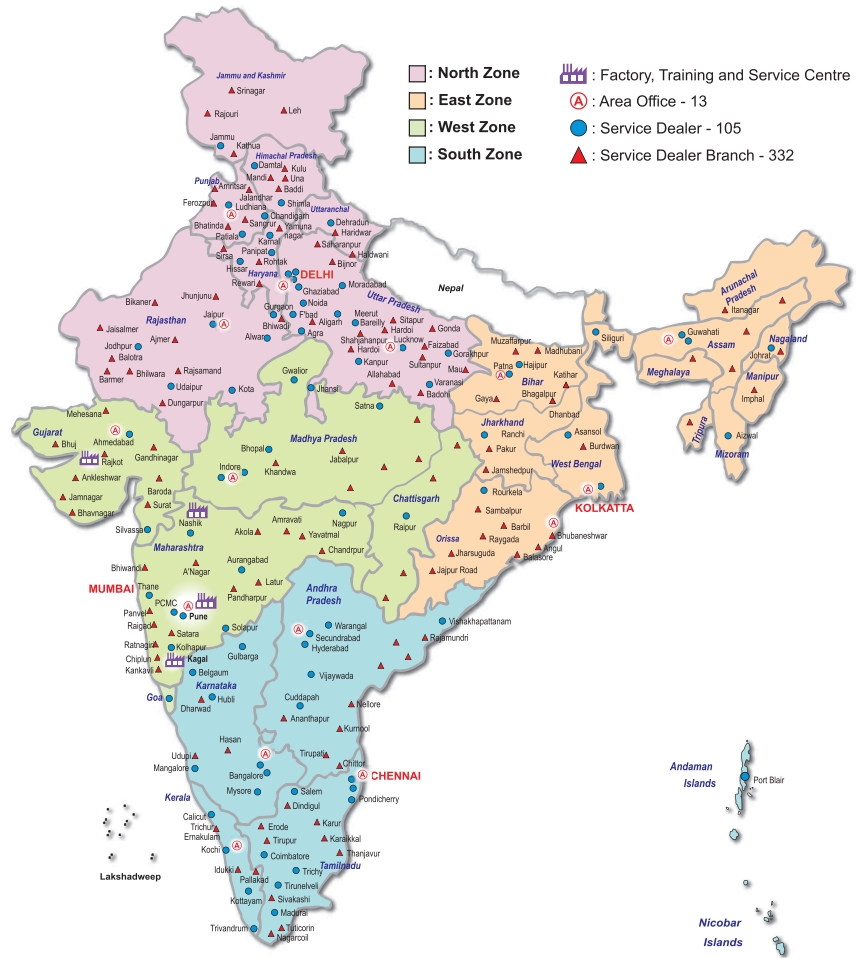 : North Zone
: East Zone
: West Zone
: South Zone
: Factory, Training and Service Centre
A : Area Office - 13
: Service Dealer - 105
: Service Dealer Branch - 332
Jammu and Kashmir
Srinagar
Rajouri
Leh
Jammu
Kathua
Himachal Pradesh
Damtal
Kulu
Mandi
Una
Punjab
Amritsar
Baddi
Jalandhar
Ferozpur
Ludhiana
Shimla
Uttaranchal
A
Chandigarh
Bhatinda
Sangrur
Dehradun
Yamuna
nagar
Haridwar
Patiala
Karnal
Saharanpur
Sirsa
Panipat
Haldwani
Hissar
Rohtak
Bijnor
Haryana
DELHI
Rewari
A
Ghaziabad
Moradabad
Nepal
Noida
Uttar Pradesh
Bikaner
Jhunjunu
Gurgaon
F'bad
Meerut
Sitapur
Rajasthan
Jaipur
A
Bhiwadi
Aligarh
Bareilly
Hardoi
Gonda
Jaisalmer
Agra
Shahjahanpur
Lucknow
Jodhpur
Ajmer
Alwar
Hardoi
A
Faizabad
Balotra
Kanpur
Sultanpur
Gorakhpur
Barmer
Bhilwara
Rajsamand
Mau
Allahabad
Udaipur
Kota
Varanasi
Dungarpur
Badohi
Gwalior
Jhansi
Satna
Muzaffarpur
Madhubani
Siliguri
Patna
Hajipur
A
Bihar
Katihar
Gaya
Bhagalpur
Dhanbad
Arunachal
Pradesh
Itanagar
Guwahati
A
Assam
Nagaland
Johrat
Meghalaya
Manipur
Imphal
Tripura
Aizwal
Mizoram
Jharkhand
Ranchi
Asansol
Pakur
Burdwan
Jamshedpur
West Bengal
A
KOLKATTA
Mehesana
Gujarat
A
Bhuj
Ahmedabad
Rajkot
Gandhinagar
Ankleshwar
Baroda
Jamnagar
Surat
Bhavnagar
Madhya Pradesh
Bhopal
Jabalpur
Indore
A
Khandwa
Chattisgarh
Raipur
Rourkela
Sambalpur
A
Barbil
Orissa
Raygada
Bhubaneshwar
Jharsuguda
Angul
Balasore
Jajpur Road
Silvassa
Nashik
Nagpur
Amravati
Akola
Yavatmal
Maharashtra
Chandrpur
Aurangabad
Bhiwandi
A'Nagar
Latur
MUMBAI
Thane
Pandharpur
PCMC
A
Panvel
Pune
Raigad
Satara
Solapur
Ratnagiri
Kolhapur
Chiplun
Kagal
Kankavli
Gulbarga
Belgaum
Goa
Karnataka
Hubli
Dharwad
Andhra
Pradesh
A
Warangal
Secundrabad
Hyderabad
Vishakhapattanam
Rajamundri
Vijaywada
Cuddapah
Nellore
Ananthapur
Kurnool
Hasan
Udupi
A
Tirupati
Mangalore
Chittor
Bangalore
A
CHENNAI
Mysore
Salem
Kerala
Dindigul
Pondicherry
Calicut
Trichur
Erode
Karur
Ernakulam
Tirupur
Karaikkal
Kochi
A
Coimbatore
Thanjavur
Idukki
Tamilnadu
Pallakad
Trichy
Kottayam
Tirunelveli
Sivakashi
Madurai
Trivandrum
Tuticorin
Nagarcoil
Lakshadweep
Andaman
Islands
Port Blair
Nicobar
Islands